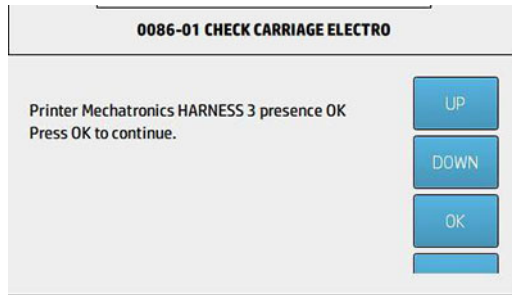 0086-01 CHECK CARRIAGE ELECTRO
Printer Mechatronics HARNESS 3 presence OK
Press OK to continue.
UP
DOWN
OK